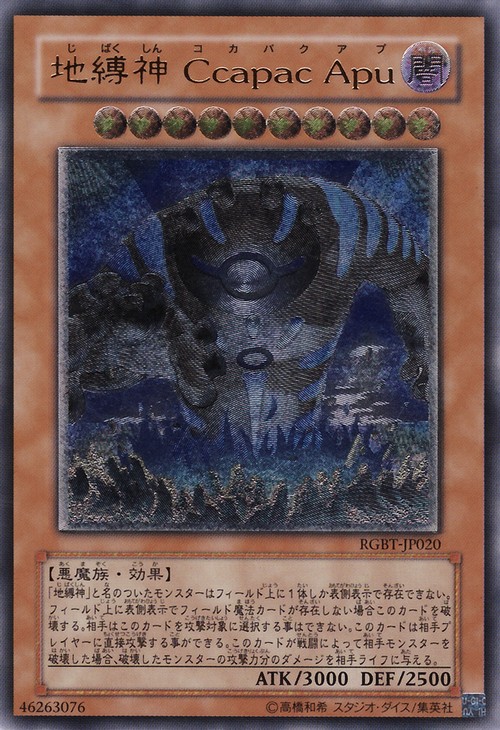 じばくしん コカパクアプ
地縛神 Ccapac Apu 闇
RGBT-JP020
【悪魔族・効果】
「地縛神」と名のついたモンスターはフィールド上に1体しか表側表示で存在できない。
フィールド上に表側表示でフィールド魔法カードが存在しない場合このカードを破
壊する。相手はこのカードを攻撃対象に選択する事はできない。このカードは相手プ
レイヤーに直接攻撃する事ができる。このカードが戦闘によって相手モンスターを
破壊した場合、破壊したモンスターの攻撃力分のダメージを相手ライフに与える。
ATK/3000 DEF/2500
46263076 ©高橋和希 スタジオ・ダイス/集英社